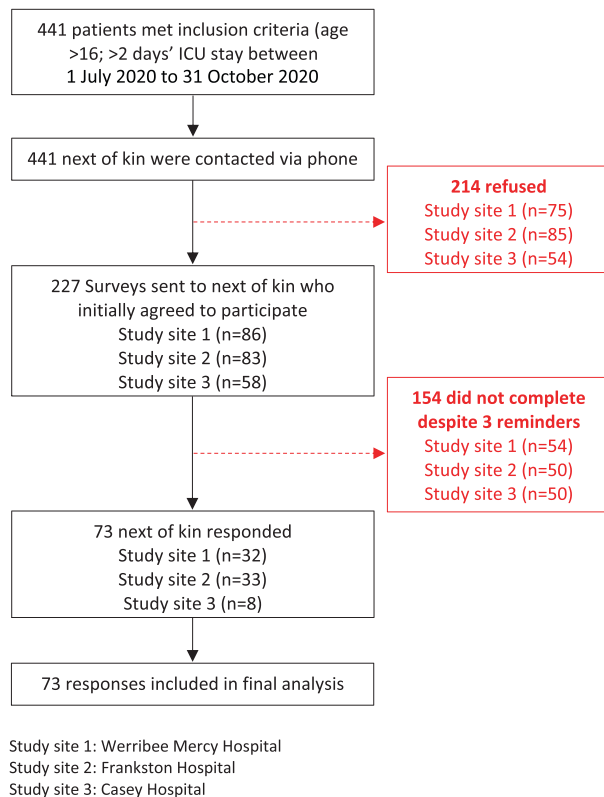 441 patients met inclusion criteria (age
>16; >2 days’ ICU stay between
1 July 2020 to 31 October 2020
441 next of kin were contacted via phone
214 refused
Study site 1 (n=75)
Study site 2 (n=85)
Study site 3 (n=54)
227 Surveys sent to next of kin who
initially agreed to participate
Study site 1 (n=86)
Study site 2 (n=83)
Study site 3 (n=58)
154 did not complete
despite 3 reminders
Study site 1 (n=54)
Study site 2 (n=50)
Study site 3 (n=50)
73 next of kin responded
Study site 1 (n=32)
Study site 2 (n=33)
Study site 3 (n=8)
73 responses included in final analysis
Study site 1: Werribee Mercy Hospital
Study site 2: Frankston Hospital
Study site 3: Casey Hospital